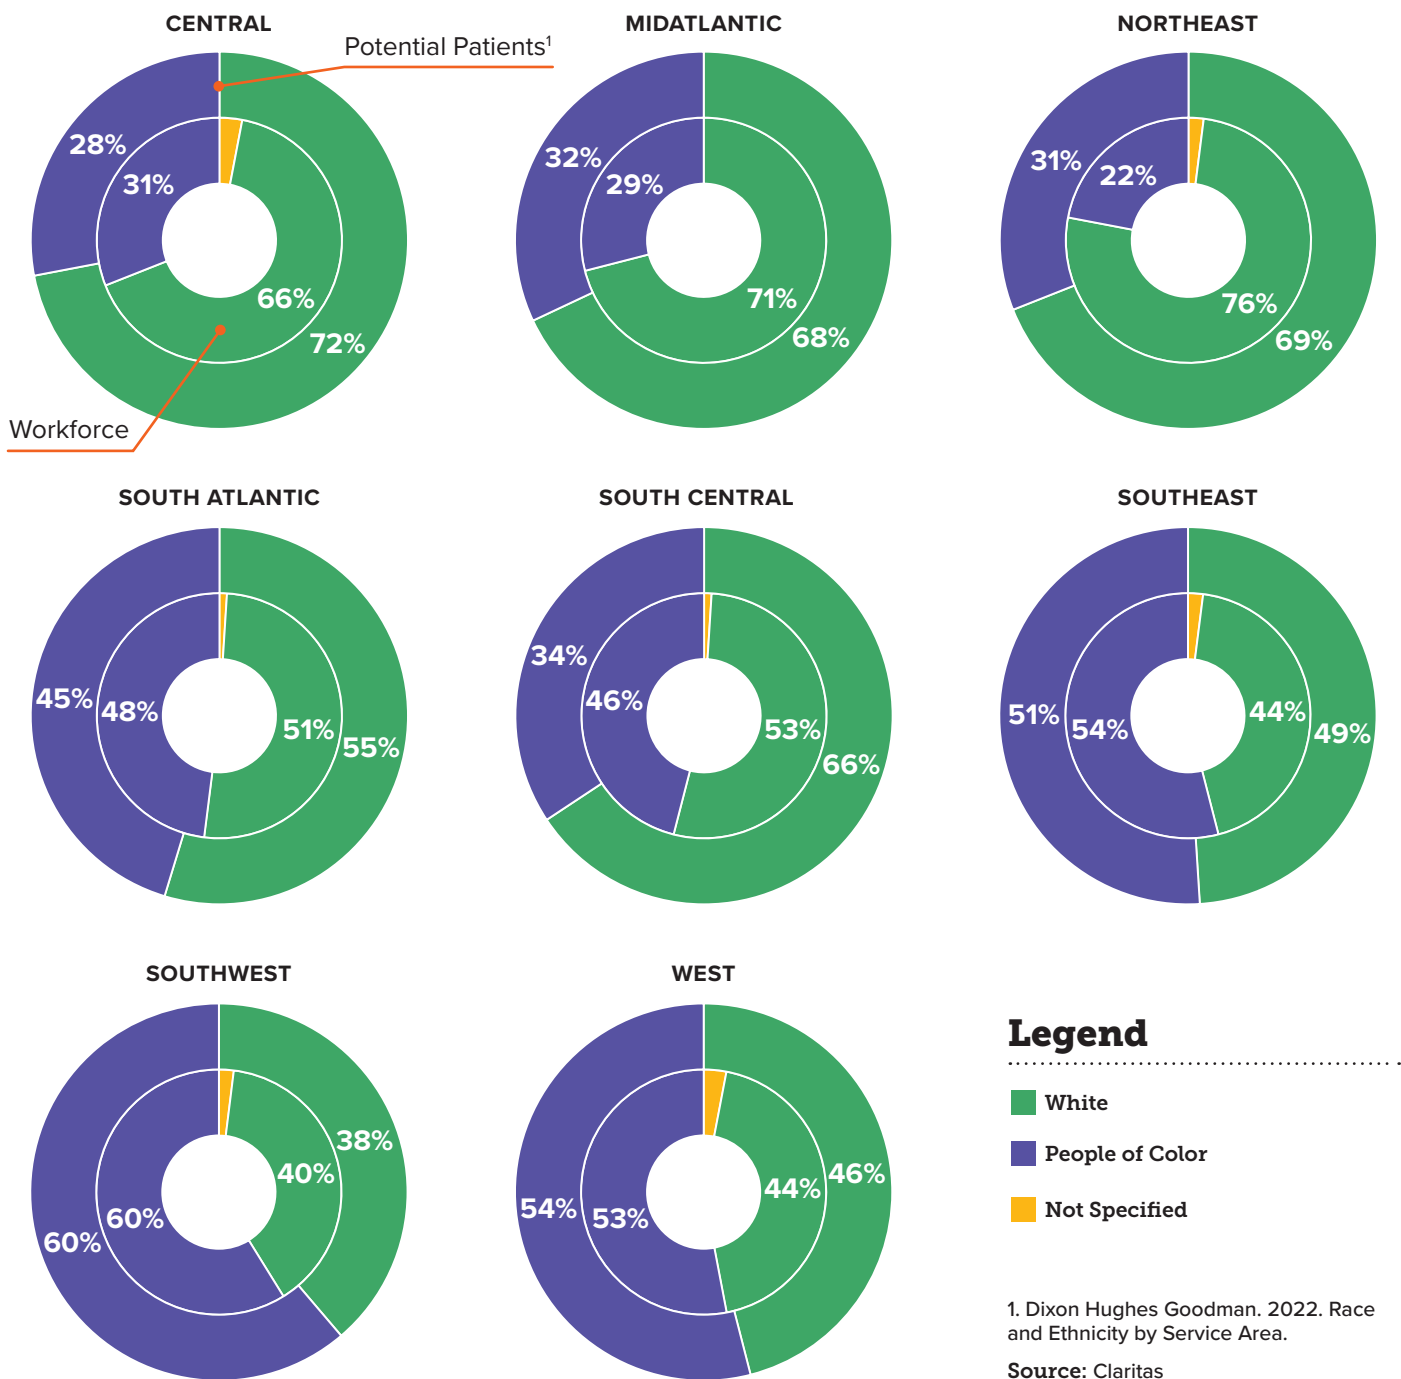 CENTRAL
Potential Patients¹
28%
31%
66%
72%
Workforce
MIDATLANTIC
32%
29%
71%
68%
NORTHEAST
31%
22%
76%
69%
SOUTH ATLANTIC
45%
48%
51%
55%
SOUTH CENTRAL
34%
46%
53%
66%
SOUTHEAST
51%
54%
44%
49%
SOUTHWEST
38%
40%
60%
60%
WEST
46%
44%
54%
53%
Legend
White
People of Color
Not Specified
1. Dixon Hughes Goodman. 2022. Race
and Ethnicity by Service Area.
Source: Claritas